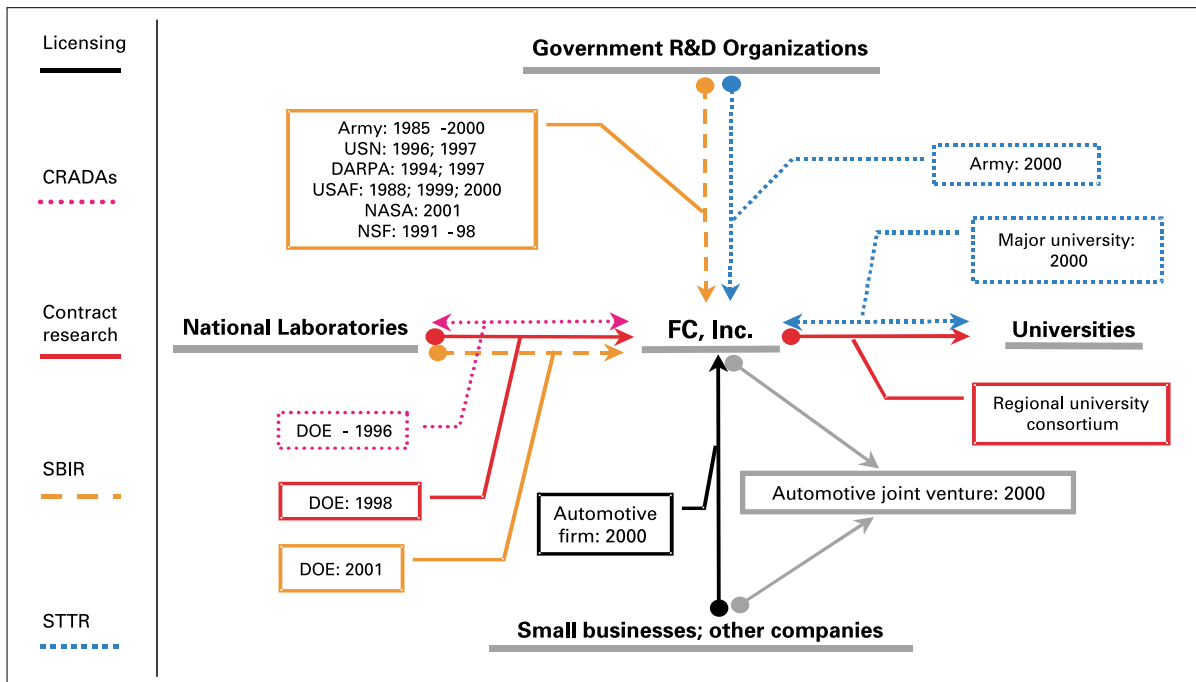 Licensing
CRADAs
Contract
research
SBIR
STTR
Government R&D Organizations
Army: 1985 -2000
USN: 1996; 1997
DARPA: 1994; 1997
USAF: 1988; 1999; 2000
NASA: 2001
NSF: 1991 -98
Army: 2000
Major university:
2000
National Laboratories
FC, Inc.
Universities
DOE - 1996
DOE: 1998
DOE: 2001
Automotive
firm: 2000
Regional university
consortium
Automotive joint venture: 2000
Small businesses; other companies